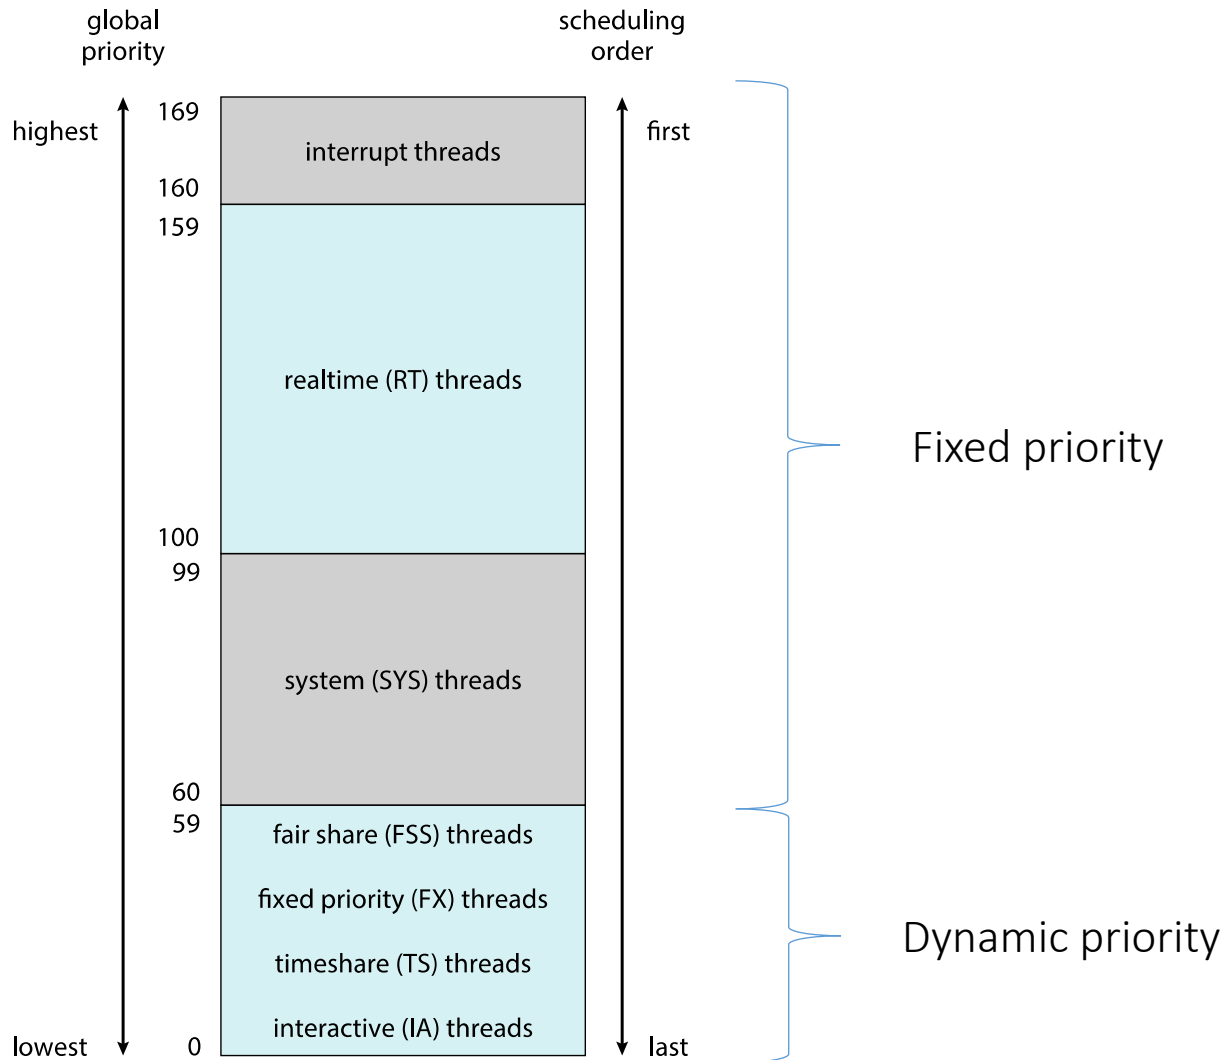 global
priority
scheduling
order
highest
169
first
interrupt threads
160
159
realtime (RT) threads
Fixed priority
100
99
system (SYS) threads
60
59
fair share (FSS) threads
fixed priority (FX) threads
Dynamic priority
timeshare (TS) threads
interactive (IA) threads
lowest
0
last